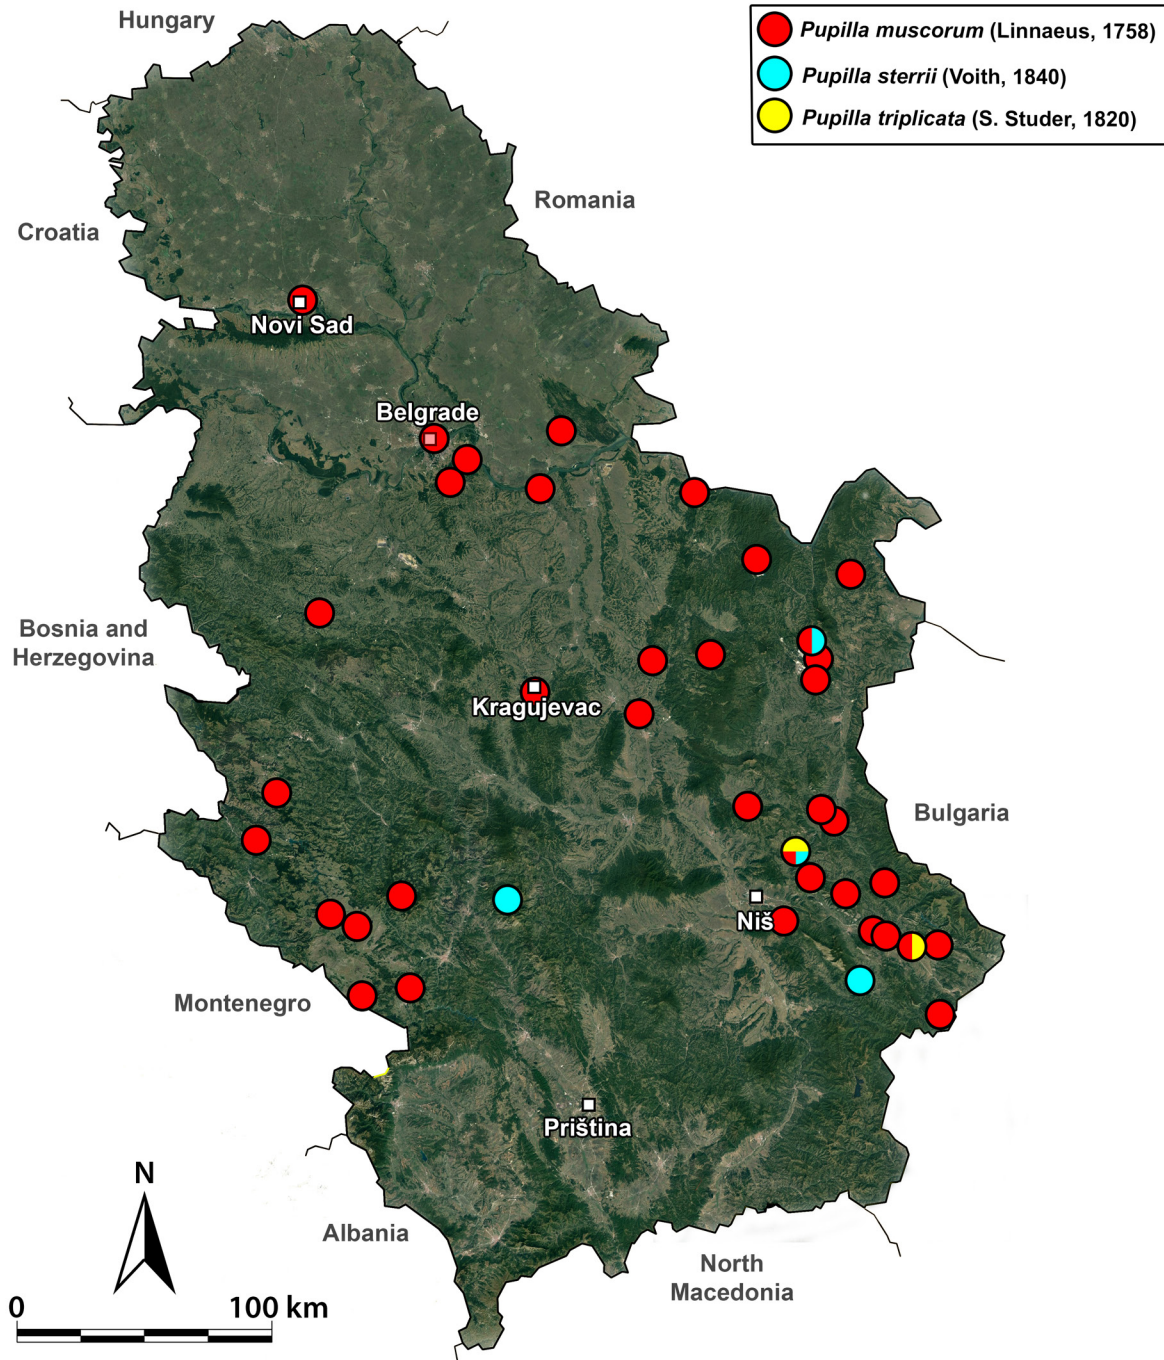 Hungary
Pupilla muscorum (Linnaeus, 1758)
Pupilla sterrii (Voith, 1840)
Pupilla triplicata (S. Studer, 1820)
Romania
Croatia
Novi Sad
Belgrade
Bosnia and
Herzegovina
Kragujevac
Bulgaria
Niš
Montenegro
Priština
N
Albania
North
Macedonia
0 100 km